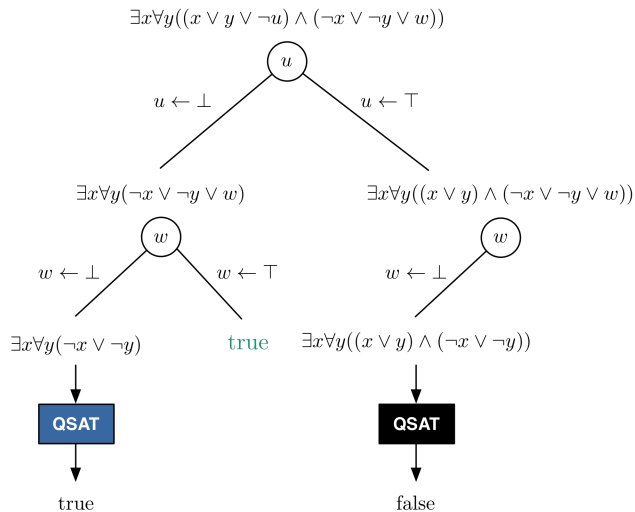 ∃x∀y((x ∨ y ∨ ¬u) ∧ (¬x ∨ ¬y ∨ w))
u
u ← ⊥
u ← ⊤
∃x∀y(¬x ∨ ¬y ∨ w)
∃x∀y((x ∨ y) ∧ (¬x ∨ ¬y ∨ w))
w
w
w ← ⊥
w ← ⊤
w ← ⊥
∃x∀y(¬x ∨ ¬y)
true
∃x∀y((x ∨ y) ∧ (¬x ∨ ¬y))
QSAT
QSAT
true
false